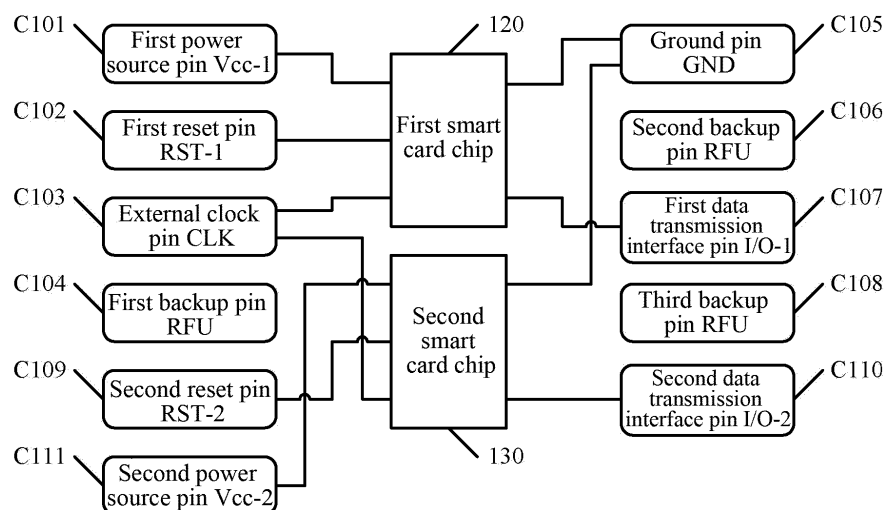 C101
First power
source pin Vcc-1
C102
First reset pin
RST-1
C103
External clock
pin CLK
C104
First backup pin
RFU
C109
Second reset pin
RST-2
C111
Second power
source pin Vcc-2
120
First smart
card chip
Second
smart
card chip
130
Ground pin
GND
C105
Second backup
pin RFU
C106
First data
transmission
interface pin I/O-1
C107
Third backup
pin RFU
C108
Second data
transmission
interface pin I/O-2
C110